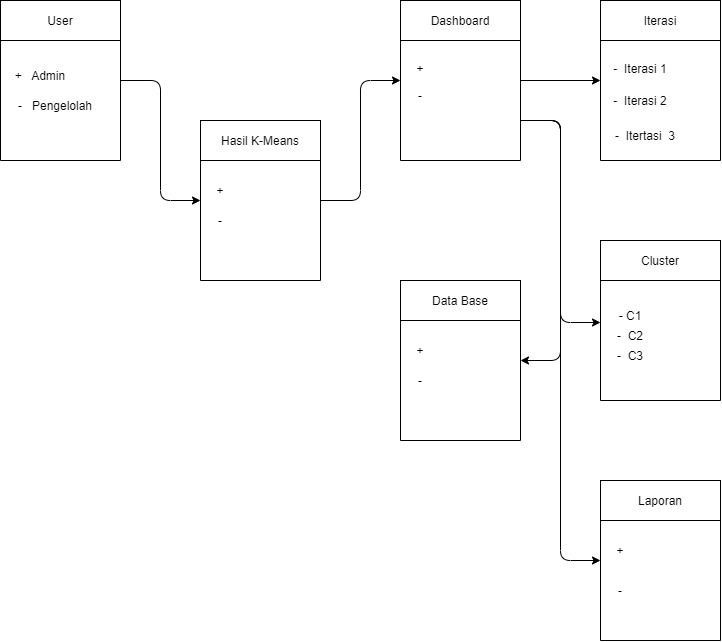 User
+ Admin
- Pengelolah
Hasil K-Means
+
-
Dashboard
+
-
Iterasi
- Iterasi 1
- Iterasi 2
- Itertasi 3
Data Base
+
-
Cluster
- C1
- C2
- C3
Laporan
+
-